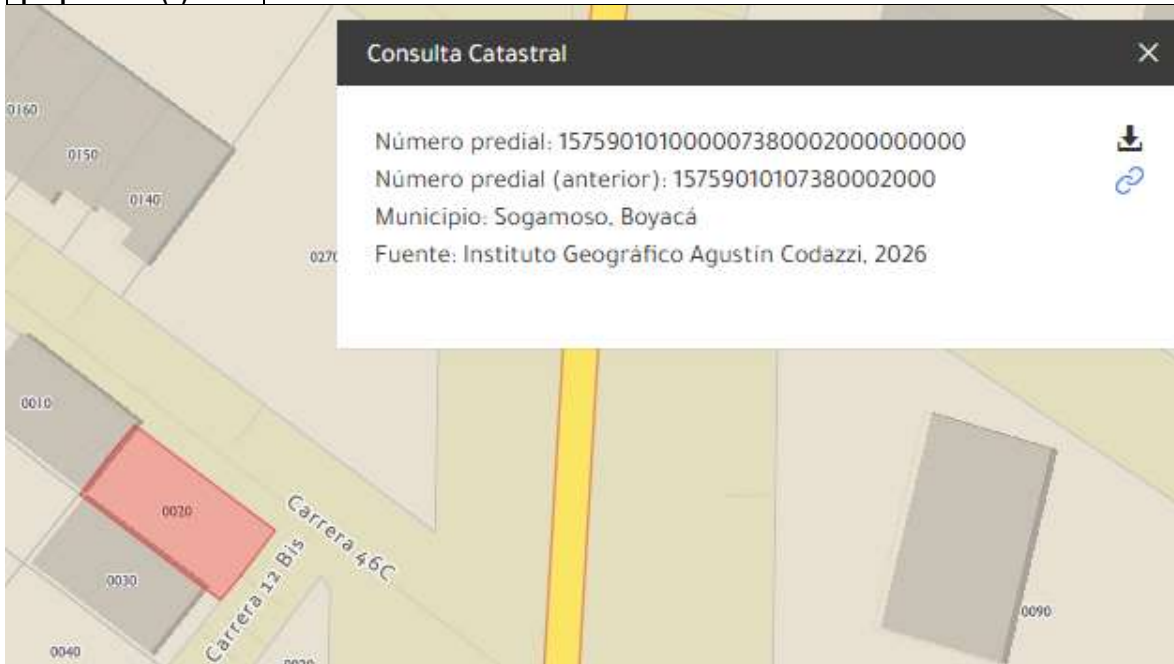 Consulta Catastral
Número predial: 157590101000007380002000000000
Número predial (anterior): 15759010107380002000
Municipio: Sogamoso, Boyacá
Fuente: Instituto Geográfico Agustín Codazzi, 2026
0160
0150
0140
0270
0010
0020
Carrera 46C
Carrera 12 Bis
0030
0040
0090